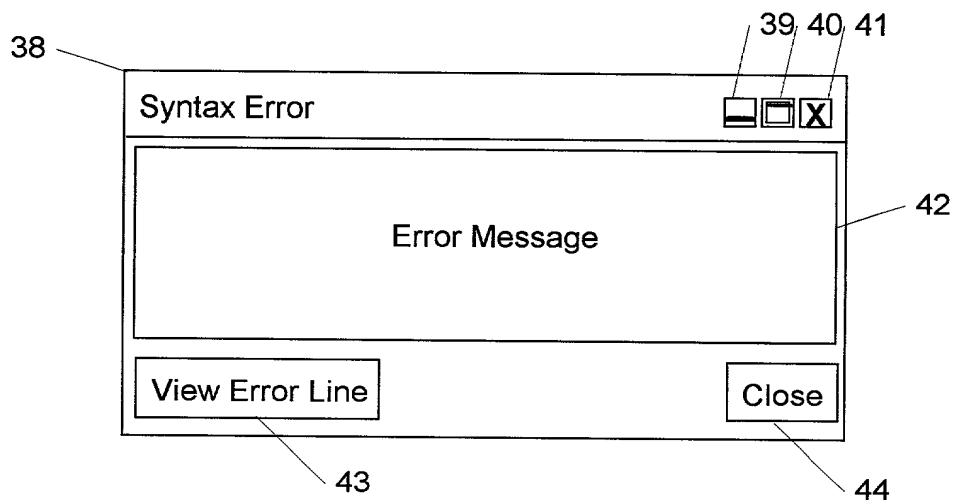 39 40 41
38
Syntax Error X
42
Error Message
View Error Line Close
43 44